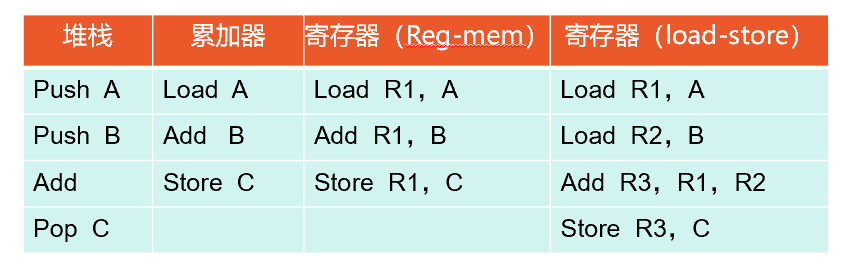 堆栈 累加器 寄存器（Reg-mem） 寄存器（load-store）
Push A Load A Load R1，A Load R1，A
Push B Add B Add R1，B Load R2，B
Add Store C Store R1，C Add R3，R1，R2
Pop C Store R3，C